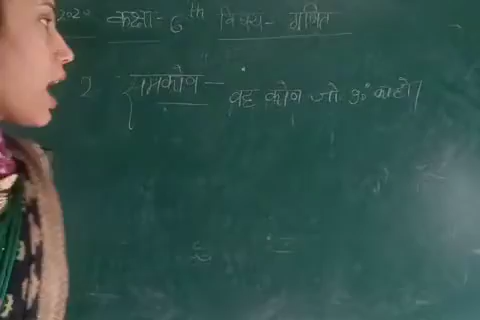 2020 कक्षा - 6th विषय - गणित
2 समकोण - वह कोण जो 90° का हो।